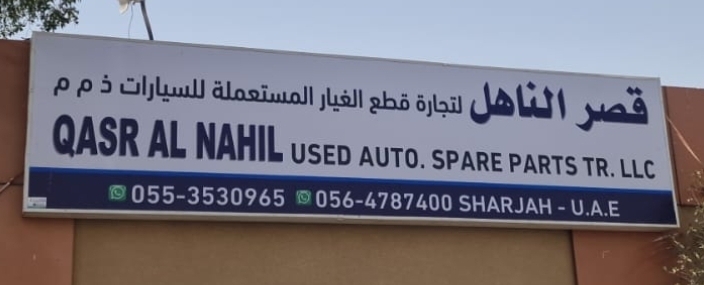 قصر الناهل لتجارة قطع الغيار المستعملة للسيارات ذ م م
QASR AL NAHIL USED AUTO. SPARE PARTS TR. LLC
055-3530965 056-4787400 SHARJAH - U.A.E